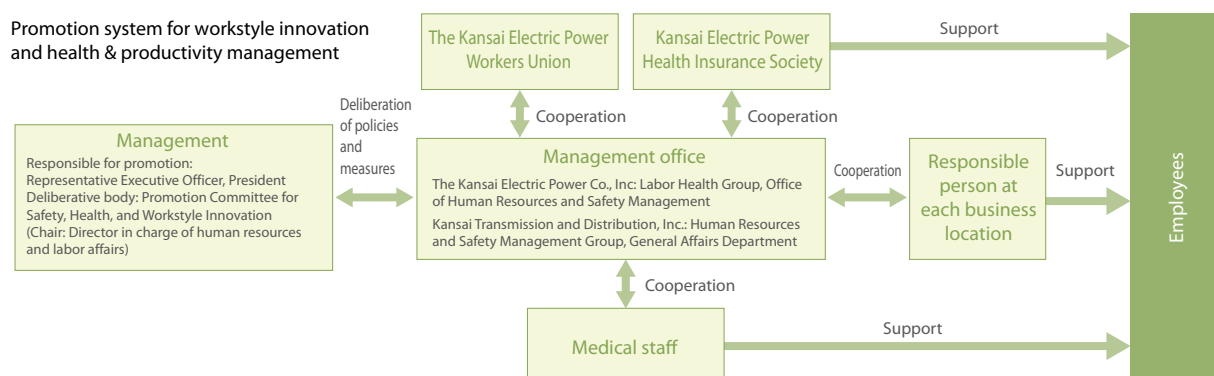 Promotion system for workstyle innovation
and health & productivity management
The Kansai Electric Power
Workers Union
Kansai Electric Power
Health Insurance Society
Support
Cooperation
Cooperation
Deliberation
of policies
and
measures
Management
Responsible for promotion:
Representative Executive Officer, President
Deliberative body: Promotion Committee for
Safety, Health, and Workstyle Innovation
(Chair: Director in charge of human resources
and labor affairs)
Management office
The Kansai Electric Power Co., Inc: Labor Health Group, Office
of Human Resources and Safety Management
Kansai Transmission and Distribution, Inc.: Human Resources
and Safety Management Group, General Affairs Department
Cooperation
Responsible
person at
each business
location
Support
Employees
Cooperation
Medical staff
Support